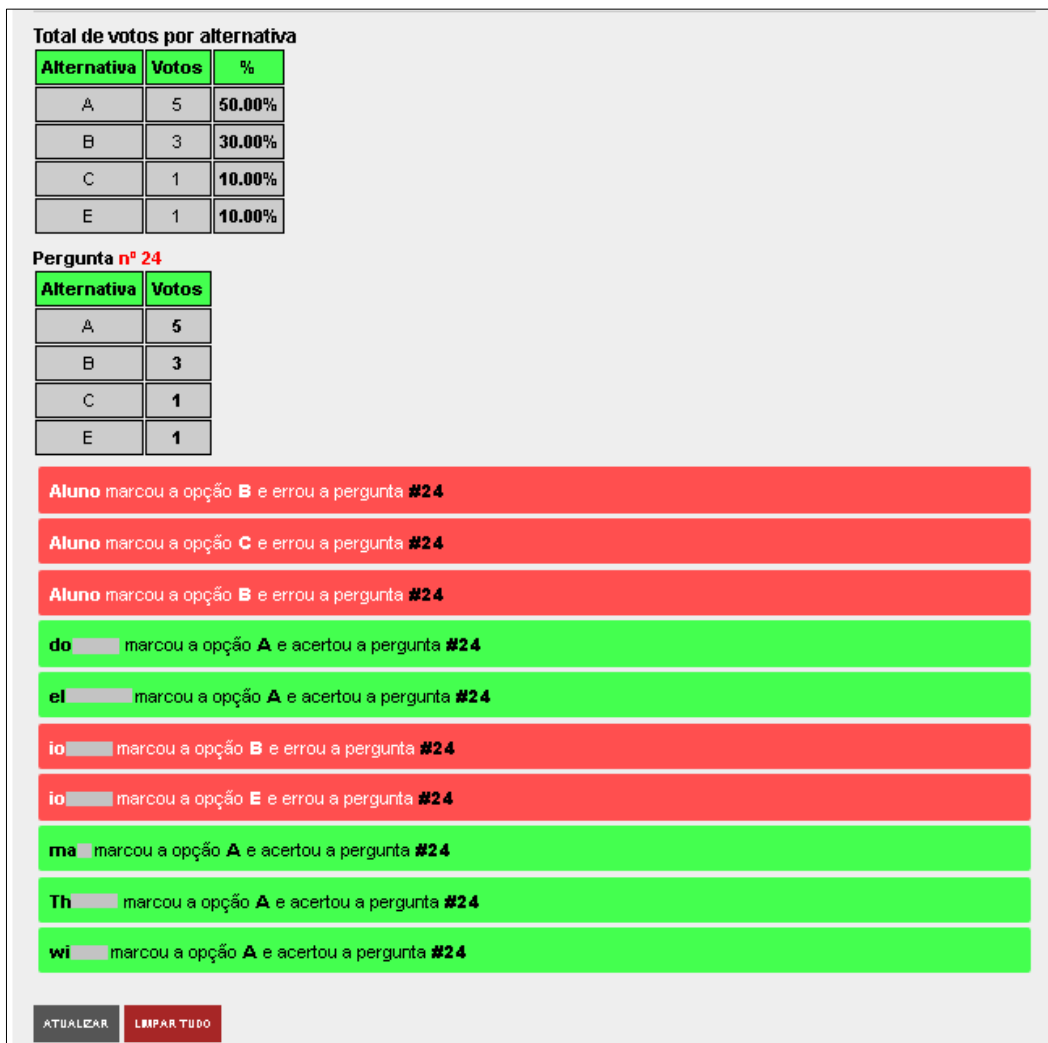 Total de votos por alternativa
Alternativa Votos %
A 5 50.00%
B 3 30.00%
C 1 10.00%
E 1 10.00%
Pergunta nº 24
Alternativa Votos
A 5
B 3
C 1
E 1
Aluno marcou a opção B e errou a pergunta #24
Aluno marcou a opção C e errou a pergunta #24
Aluno marcou a opção B e errou a pergunta #24
do marcou a opção A e acertou a pergunta #24
el marcou a opção A e acertou a pergunta #24
io marcou a opção B e errou a pergunta #24
io marcou a opção E e errou a pergunta #24
ma marcou a opção A e acertou a pergunta #24
Th marcou a opção A e acertou a pergunta #24
wi marcou a opção A e acertou a pergunta #24
ATUALIZAR LIMPAR TUDO